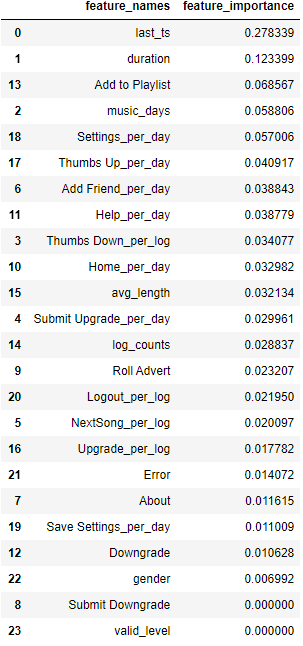 feature_names feature_importance
0 last_ts 0.278339
1 duration 0.123399
13 Add to Playlist 0.068567
2 music_days 0.058806
18 Settings_per_day 0.057006
17 Thumbs Up_per_day 0.040917
6 Add Friend_per_day 0.038843
11 Help_per_day 0.038779
3 Thumbs Down_per_log 0.034077
10 Home_per_day 0.032982
15 avg_length 0.032134
4 Submit Upgrade_per_day 0.029961
14 log_counts 0.028837
9 Roll Advert 0.023207
20 Logout_per_log 0.021950
5 NextSong_per_log 0.020097
16 Upgrade_per_log 0.017782
21 Error 0.014072
7 About 0.011615
19 Save Settings_per_day 0.011009
12 Downgrade 0.010628
22 gender 0.006992
8 Submit Downgrade 0.000000
23 valid_level 0.000000